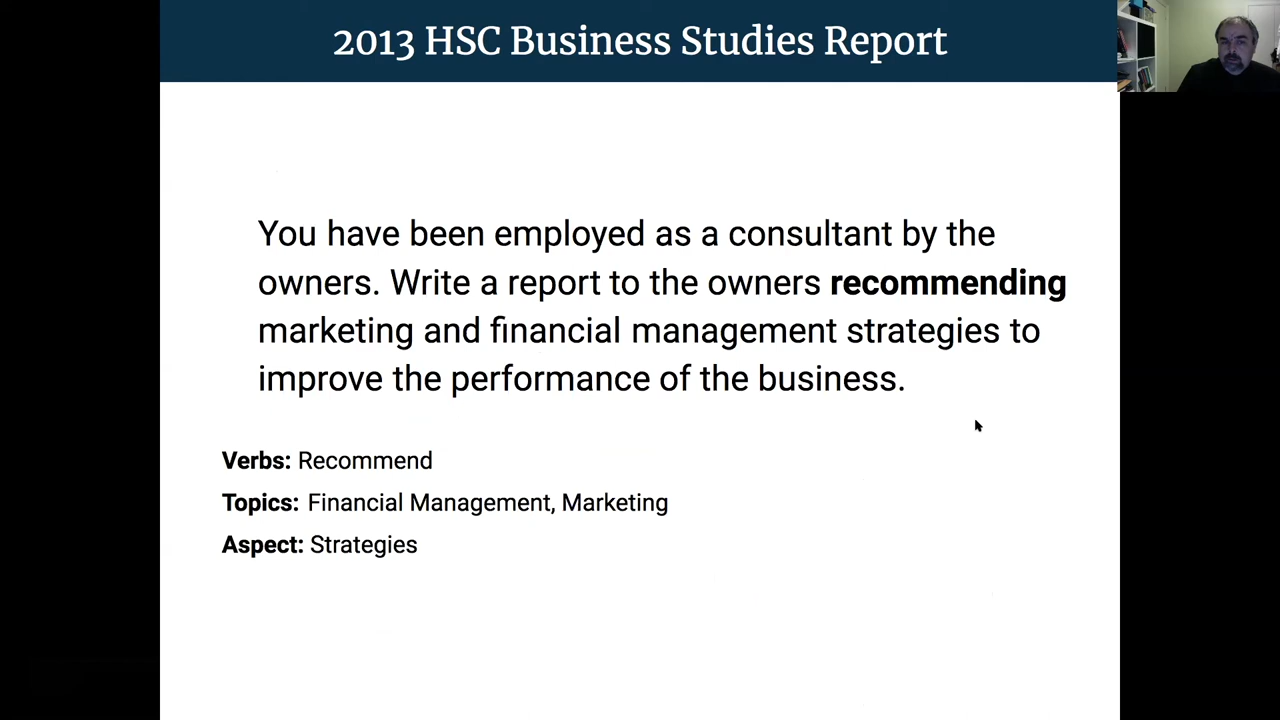 2013 HSC Business Studies Report
You have been employed as a consultant by the
owners. Write a report to the owners recommending
marketing and financial management strategies to
improve the performance of the business.
Verbs: Recommend
Topics: Financial Management, Marketing
Aspect: Strategies